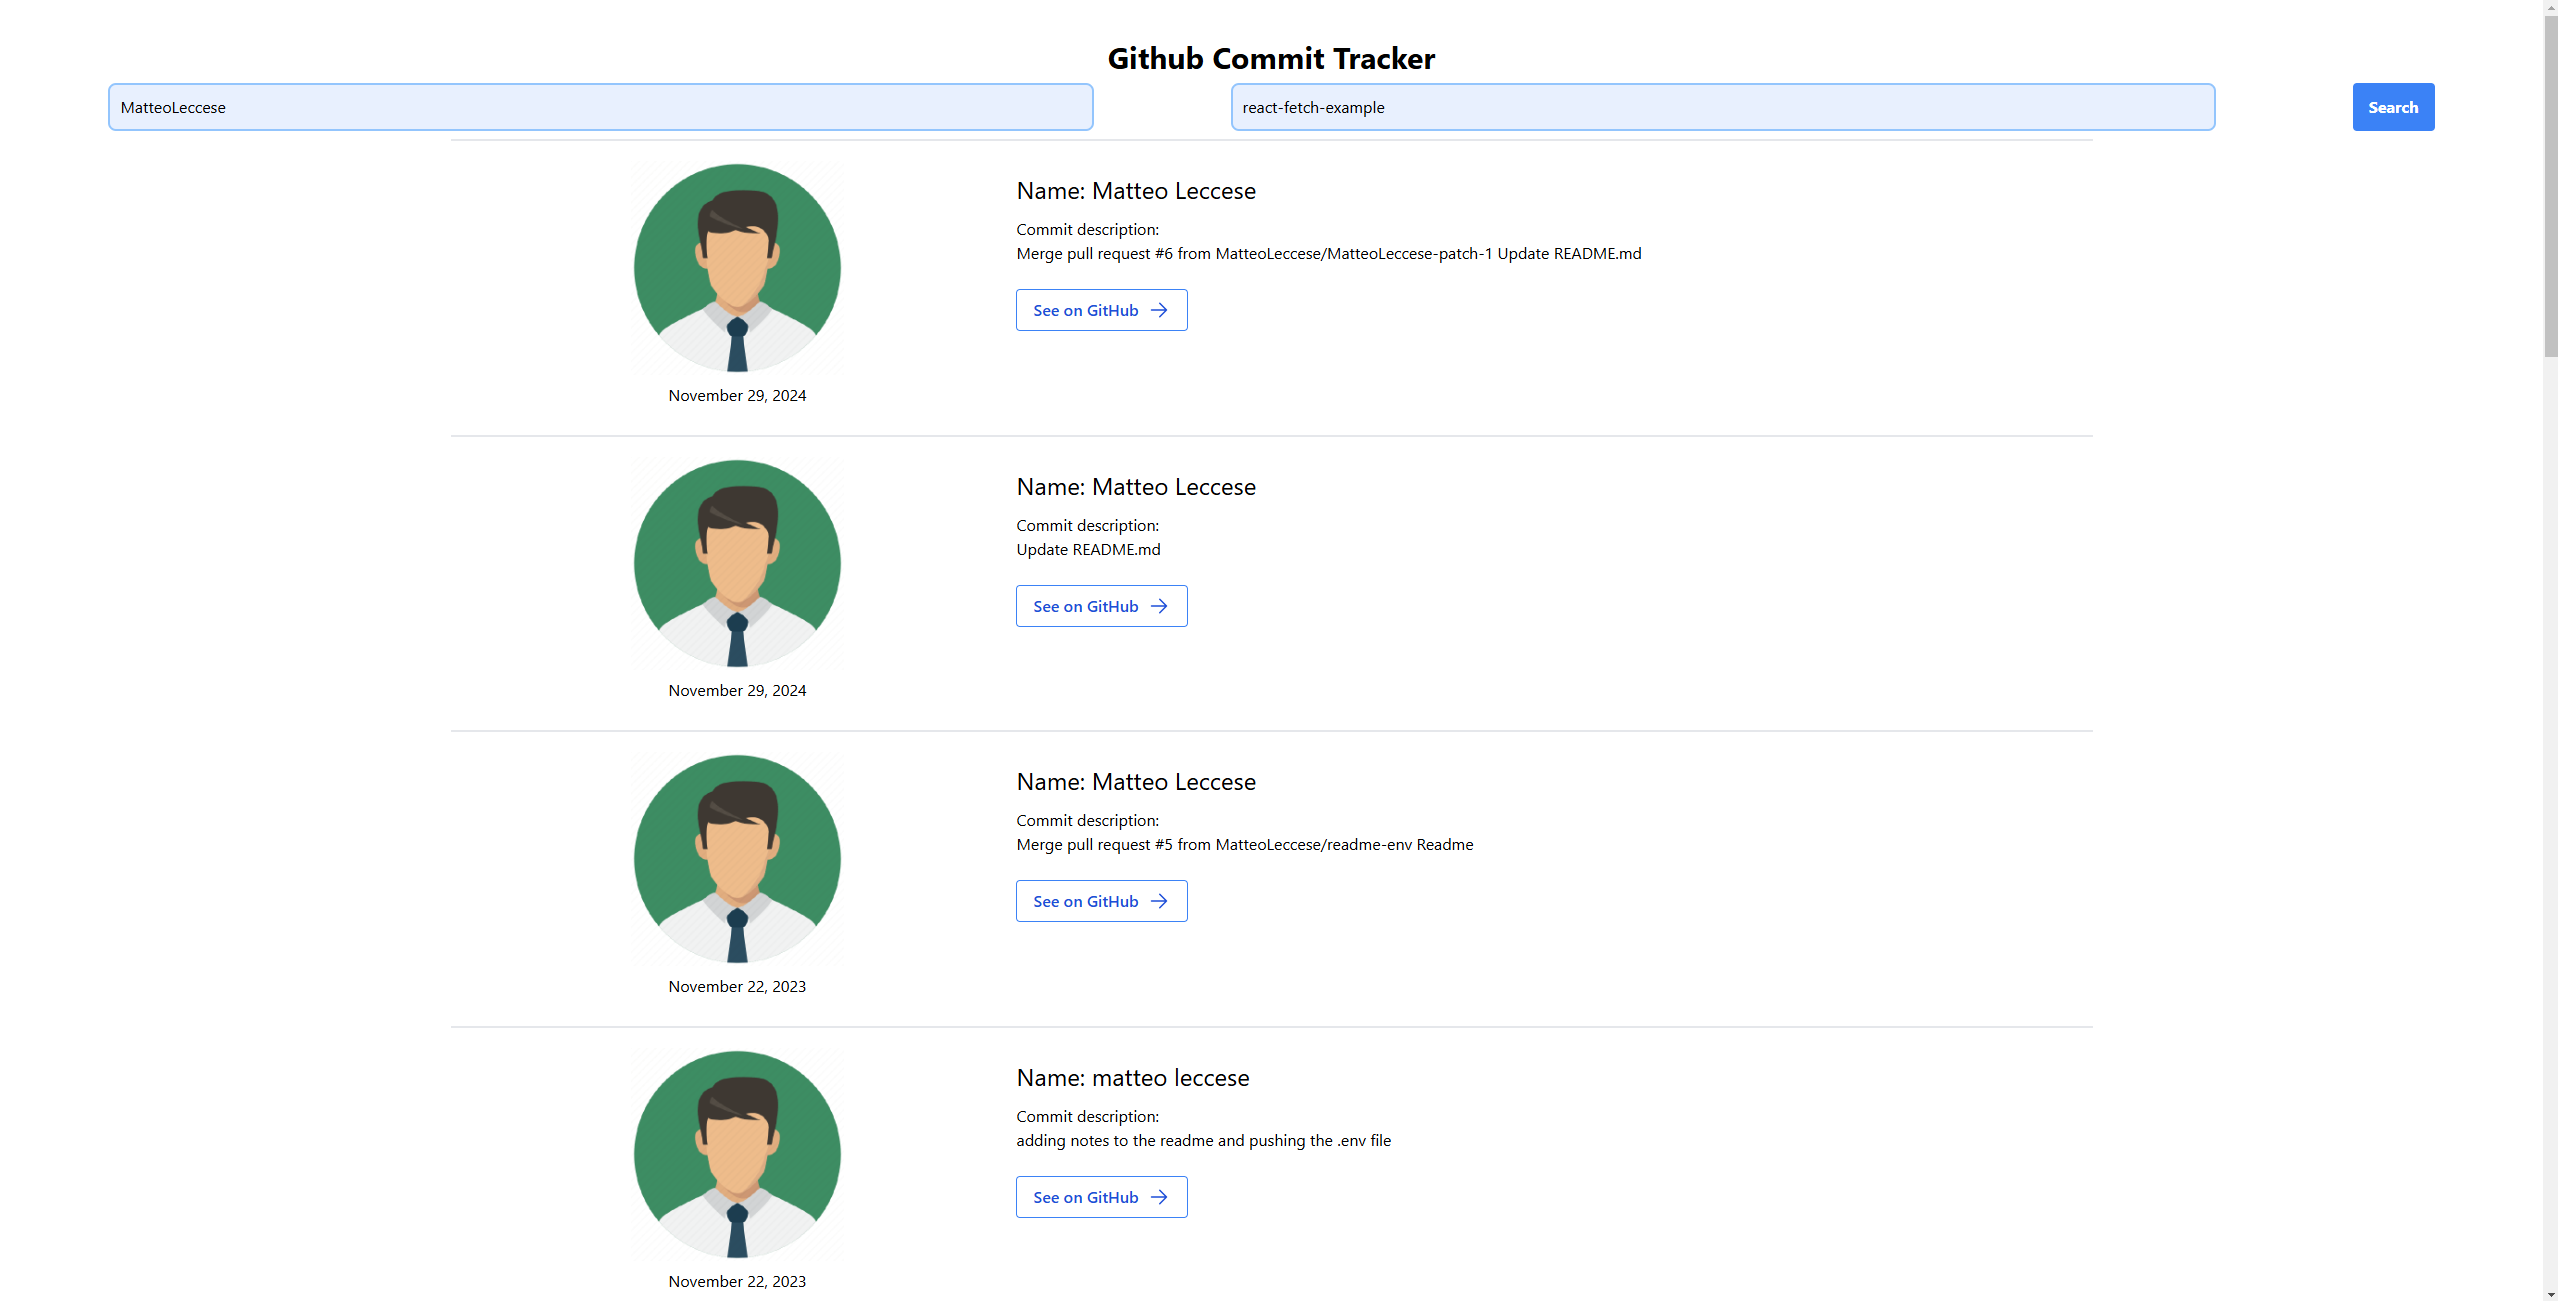 Github Commit Tracker
MatteoLeccese
react-fetch-example
Search
Name: Matteo Leccese
Commit description:
Merge pull request #6 from MatteoLeccese/MatteoLeccese-patch-1 Update README.md
See on GitHub
November 29, 2024
Name: Matteo Leccese
Commit description:
Update README.md
See on GitHub
November 29, 2024
Name: Matteo Leccese
Commit description:
Merge pull request #5 from MatteoLeccese/readme-env Readme
See on GitHub
November 22, 2023
Name: matteo leccese
Commit description:
adding notes to the readme and pushing the .env file
See on GitHub
November 22, 2023